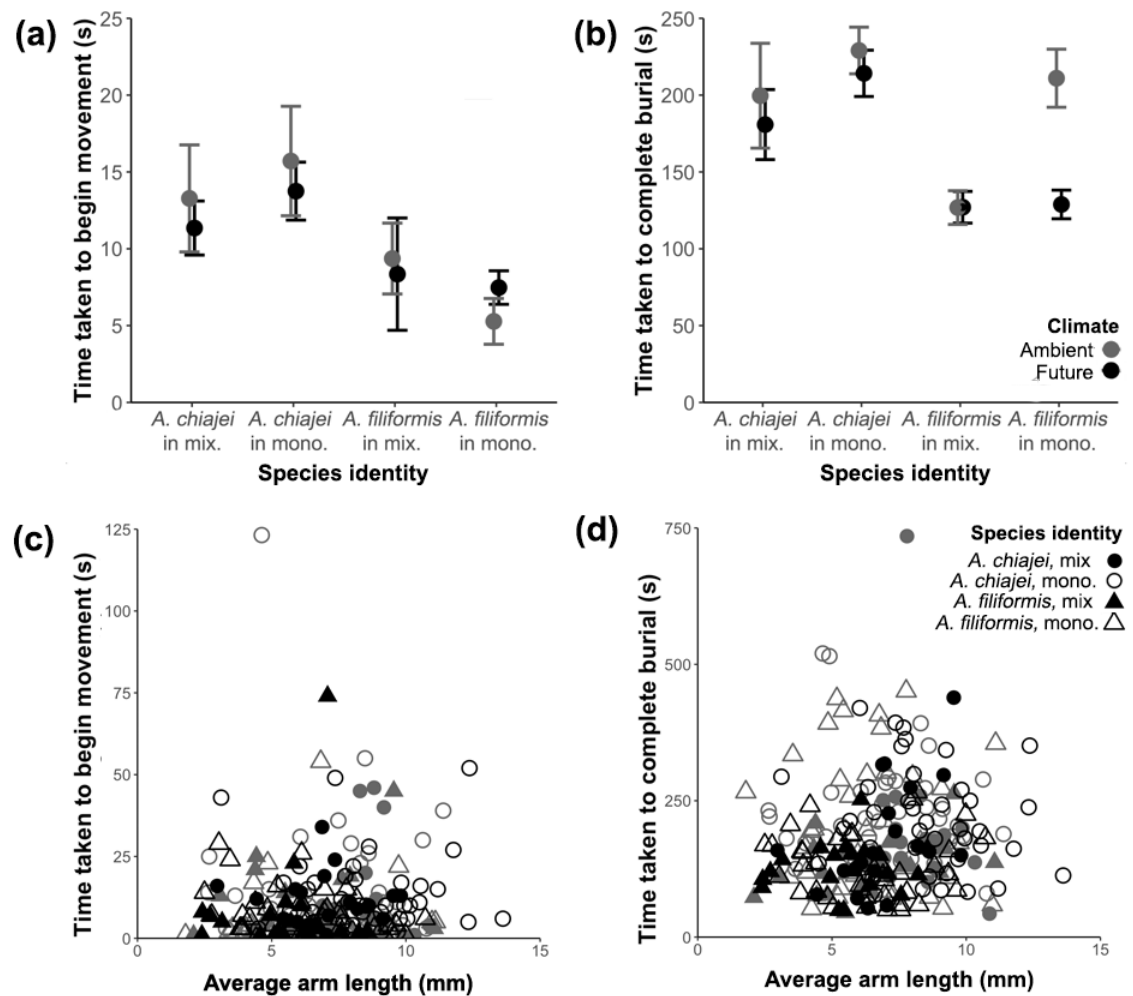 (a)
Time taken to begin movement (s)
25
20
15
10
5
0
A. chiajei in mix.
A. chiajei in mono.
A. filiformis in mix.
A. filiformis in mono.
Species identity
(b)
Time taken to complete burial (s)
250
200
150
100
50
0
Climate
Ambient
Future
A. chiajei in mix.
A. chiajei in mono.
A. filiformis in mix.
A. filiformis in mono.
Species identity
(c)
Time taken to begin movement (s)
125
100
75
50
25
0
0
5
10
15
Average arm length (mm)
(d)
Time taken to complete burial (s)
750
500
250
0
Species identity
A. chiajei, mix
A. chiajei, mono.
A. filiformis, mix
A. filiformis, mono.
0
5
10
15
Average arm length (mm)